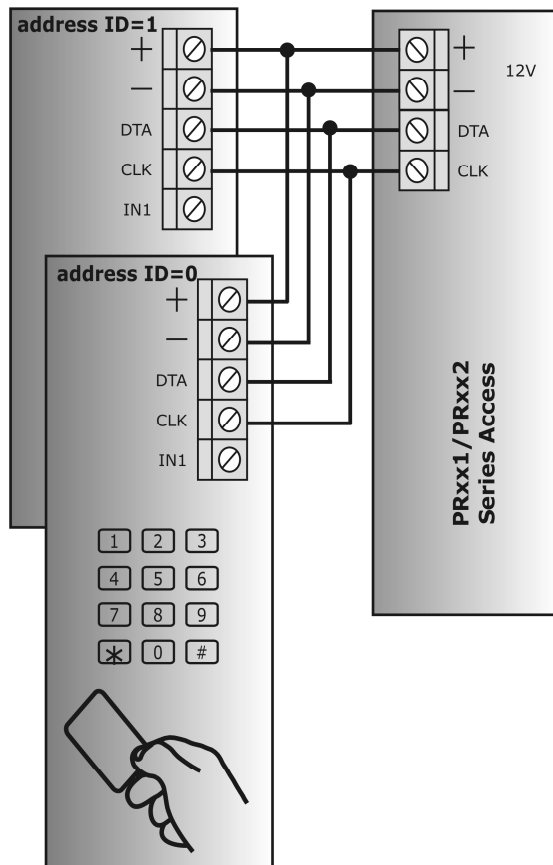 address ID=1
+
−
DTA
CLK
IN1
+
−
DTA
CLK
12V
address ID=0
+
−
DTA
CLK
IN1
PRxx1/PRxx2
Series Access
1 2 3
4 5 6
7 8 9
* 0 #